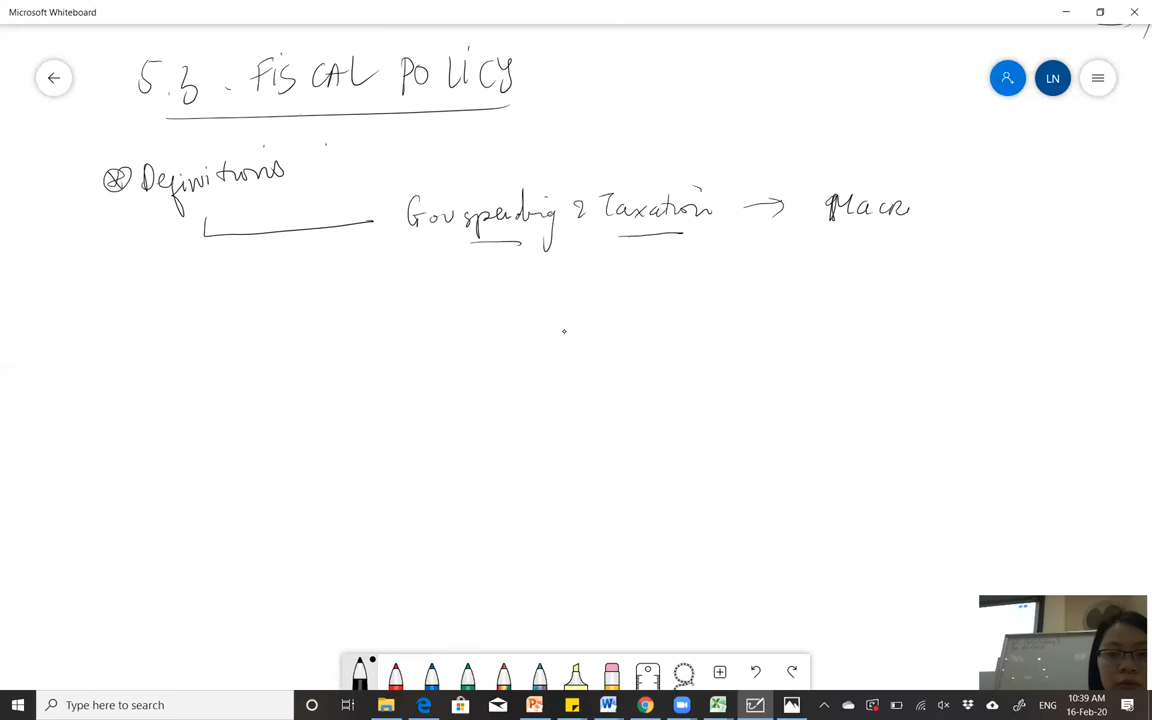 Microsoft Whiteboard
5.3. FISCAL POLICY
LN
Definitions
Gov spending & Taxation → Macr
Type here to search
ENG
10:39 AM
16-Feb-20